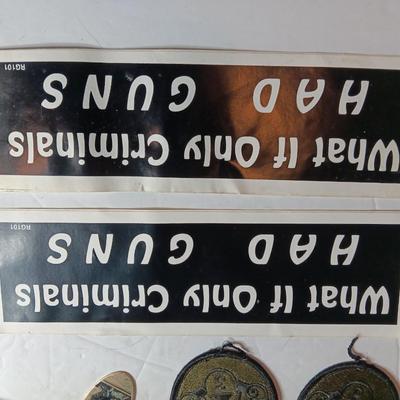 What If Only Criminals
HAD GUNS
RG101
What If Only Criminals
HAD GUNS
RG101